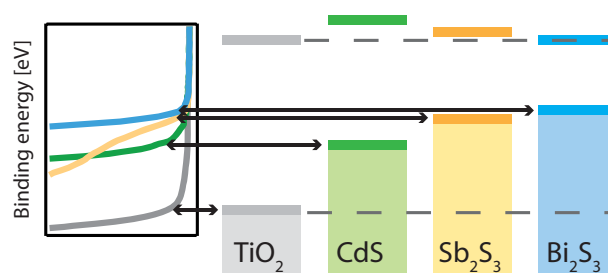 Binding energy [eV]
TiO₂ CdS Sb₂S₃ Bi₂S₃